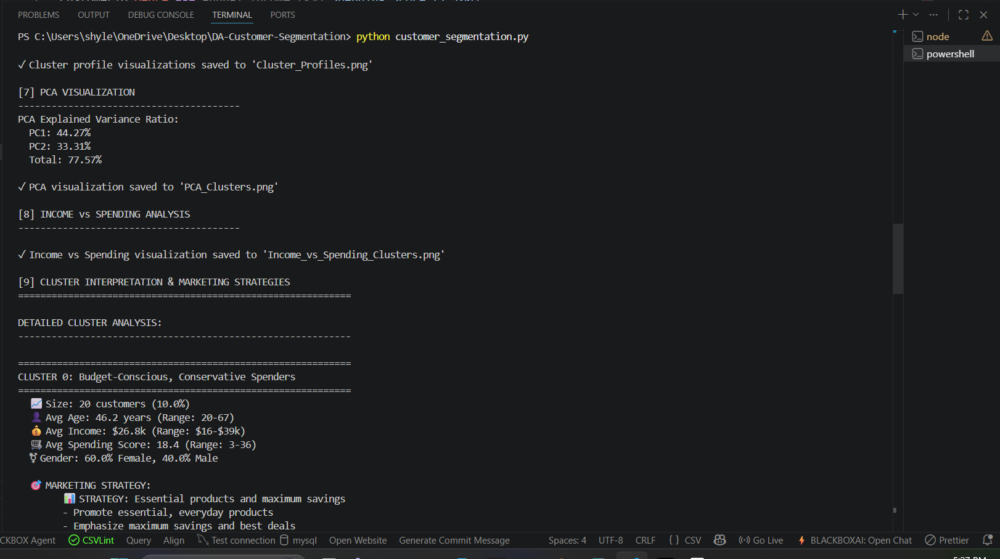 PROBLEMS OUTPUT DEBUG CONSOLE TERMINAL PORTS
PS C:\Users\shyle\OneDrive\Desktop\DA-Customer-Segmentation> python customer_segmentation.py
node
powershell
✓ Cluster profile visualizations saved to 'Cluster_Profiles.png'
[7] PCA VISUALIZATION
----------------------------------------
PCA Explained Variance Ratio:
PC1: 44.27%
PC2: 33.31%
Total: 77.57%
✓ PCA visualization saved to 'PCA_Clusters.png'
[8] INCOME vs SPENDING ANALYSIS
----------------------------------------
✓ Income vs Spending visualization saved to 'Income_vs_Spending_Clusters.png'
[9] CLUSTER INTERPRETATION & MARKETING STRATEGIES
============================================================
DETAILED CLUSTER ANALYSIS:
------------------------------------------------------------
============================================================
CLUSTER 0: Budget-Conscious, Conservative Spenders
============================================================
📈 Size: 20 customers (10.0%)
👤 Avg Age: 46.2 years (Range: 20-67)
💰 Avg Income: $26.8k (Range: $16-$39k)
🛒 Avg Spending Score: 18.4 (Range: 3-36)
⚧ Gender: 60.0% Female, 40.0% Male
🎯 MARKETING STRATEGY:
📊 STRATEGY: Essential products and maximum savings
- Promote essential, everyday products
- Emphasize maximum savings and best deals
CKBOX Agent CSVLint Query Align Test connection mysql Open Website Generate Commit Message Spaces: 4 UTF-8 CRLF {} CSV Go Live BLACKBOXAI: Open Chat Prettier